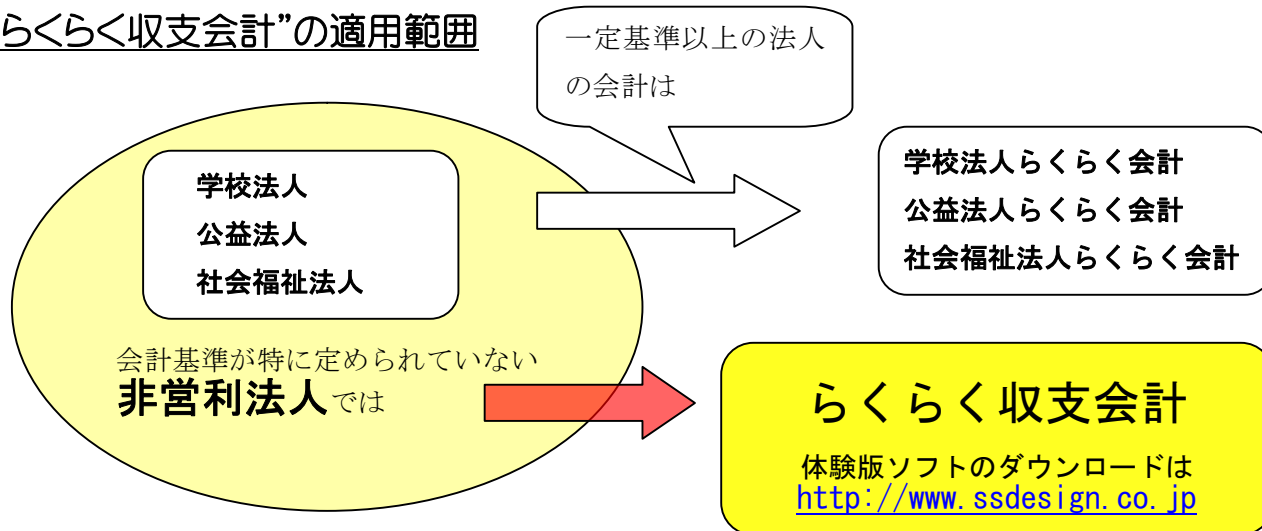 らくらく収支会計”の適用範囲
一定基準以上の法人
の会計は
学校法人
公益法人
社会福祉法人
学校法人らくらく会計
公益法人らくらく会計
社会福祉法人らくらく会計
会計基準が特に定められていない
非営利法人では
らくらく収支会計
体験版ソフトのダウンロードは
http://www.ssdesign.co.jp